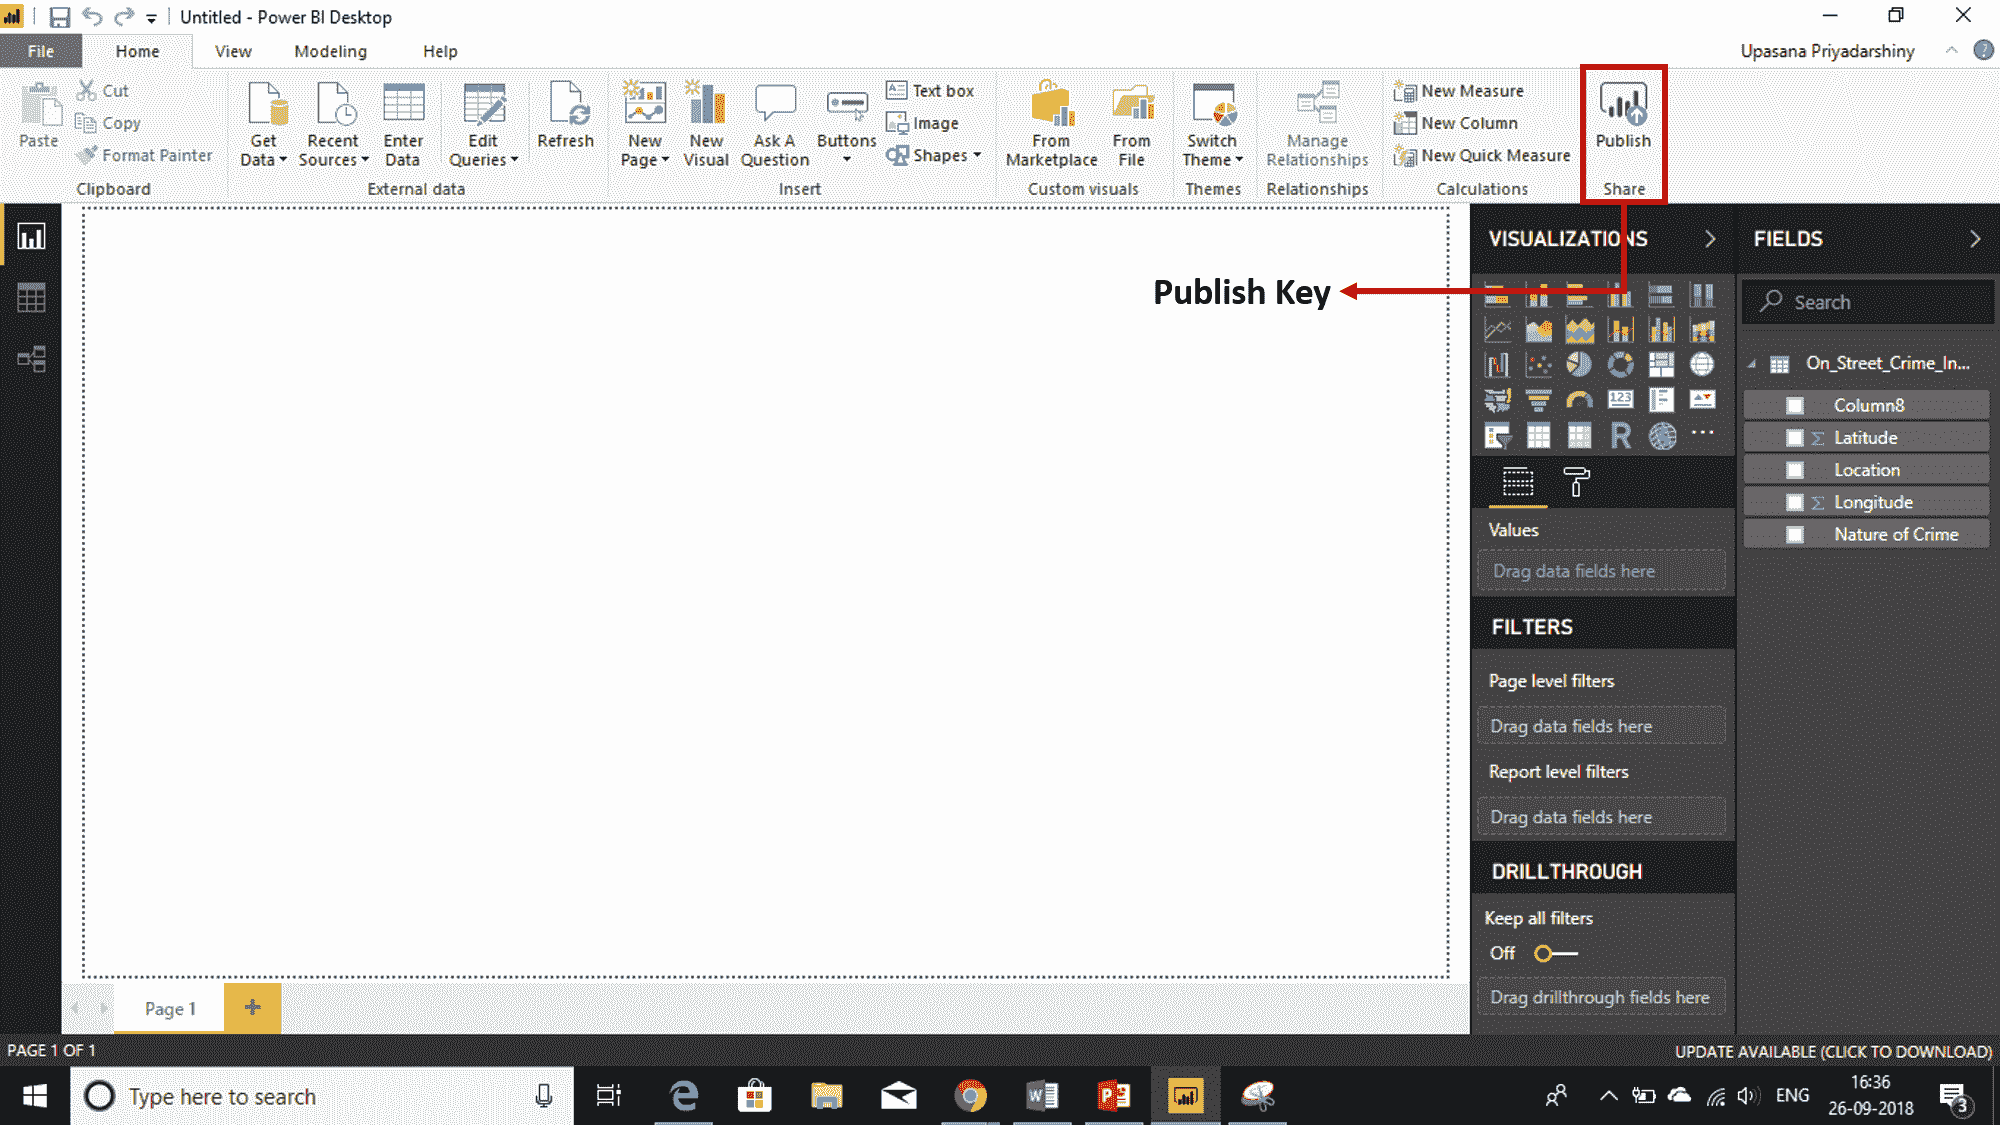 Untitled - Power BI Desktop
File Home View Modeling Help
Upasana Priyadarshiny
Paste
Cut
Copy
Format Painter
Clipboard
Get Data
Recent Sources
Enter Data
Edit Queries
Refresh
External data
New Page
New Visual
Ask A Question
Buttons
Text box
Image
Shapes
Insert
From Marketplace
From File
Custom visuals
Switch Theme
Themes
Manage Relationships
Relationships
New Measure
New Column
New Quick Measure
Calculations
Publish
Share
Publish Key
VISUALIZATIONS
123
R
Values
Drag data fields here
FILTERS
Page level filters
Drag data fields here
Report level filters
Drag data fields here
DRILLTHROUGH
Keep all filters
Off
Drag drillthrough fields here
FIELDS
Search
On_Street_Crime_In...
Column8
Σ Latitude
Location
Σ Longitude
Nature of Crime
Page 1
PAGE 1 OF 1
UPDATE AVAILABLE (CLICK TO DOWNLOAD)
Type here to search
ENG
16:36
26-09-2018
3